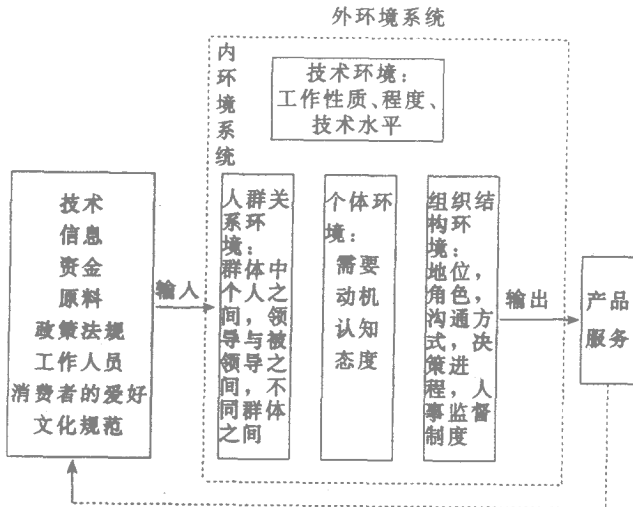 外环境系统
内
环
境
系
统
技术环境：
工作性质、程度、
技术水平
技术
信息
资金
原料
政策法规
工作人员
消费者的爱好
文化规范
输人
人群关
系环
境：
群体中
个人之
间，领
导与被
领导之
间，不
同群体
之间
个体环
境：
需要
动机
认知
态度
组织结
构环
境：
地位，
角色，
沟通方
式，决
策进
程，人
事监督
制度
输出
产品
服务